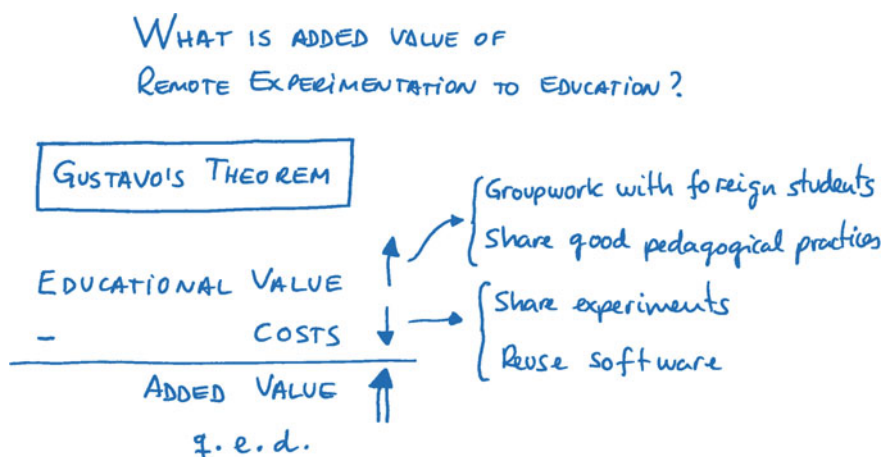 WHAT IS ADDED VALUE OF
REMOTE EXPERIMENTATION TO EDUCATION?
GUSTAVO'S THEOREM
Groupwork with foreign students
Share good pedagogical practices
EDUCATIONAL VALUE
- COSTS
Share experiments
Reuse software
ADDED VALUE
q.e.d.